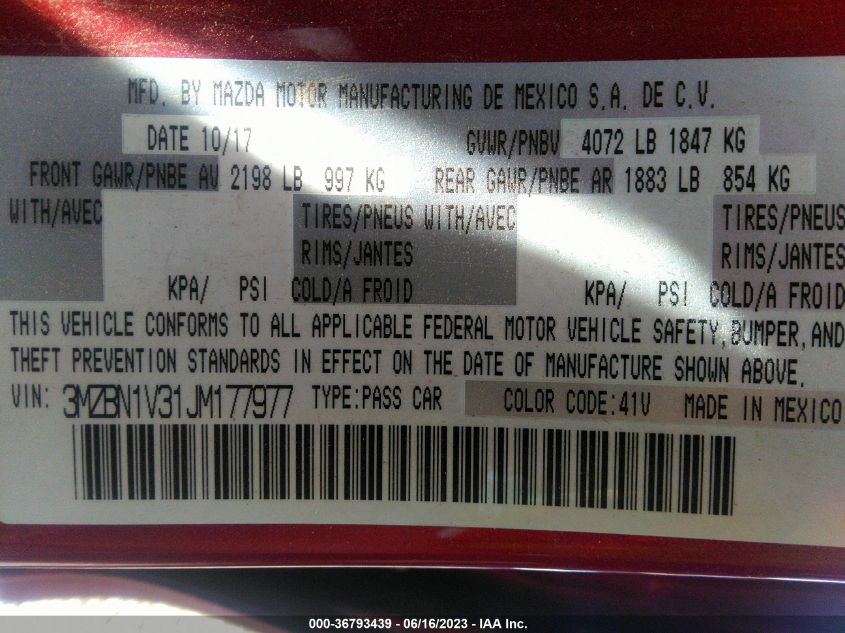 MFD. BY MAZDA MOTOR MANUFACTURING DE MEXICO S.A. DE C.V.
DATE 10/17 GVWR/PNBV 4072 LB 1847 KG
FRONT GAWR/PNBE AV 2198 LB 997 KG REAR GAWR/PNBE AR 1883 LB 854 KG
WITH/AVEC TIRES/PNEUS WITH/AVEC TIRES/PNEUS
RIMS/JANTES RIMS/JANTES
KPA/ PSI COLD/A FROID KPA/ PSI COLD/A FROID
THIS VEHICLE CONFORMS TO ALL APPLICABLE FEDERAL MOTOR VEHICLE SAFETY, BUMPER, AND
THEFT PREVENTION STANDARDS IN EFFECT ON THE DATE OF MANUFACTURE SHOWN ABOVE.
VIN: 3MZBN1V31JM177977 TYPE:PASS CAR COLOR CODE:41V MADE IN MEXICO
000-36793439 - 06/16/2023 - IAA Inc.